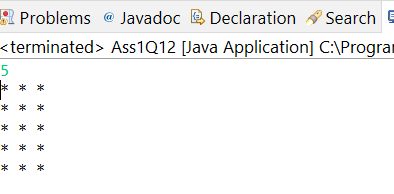 Problems @ Javadoc Declaration Search
<terminated> Ass1Q12 [Java Application] C:\Progra
5
* * *
* * *
* * *
* * *
* * *